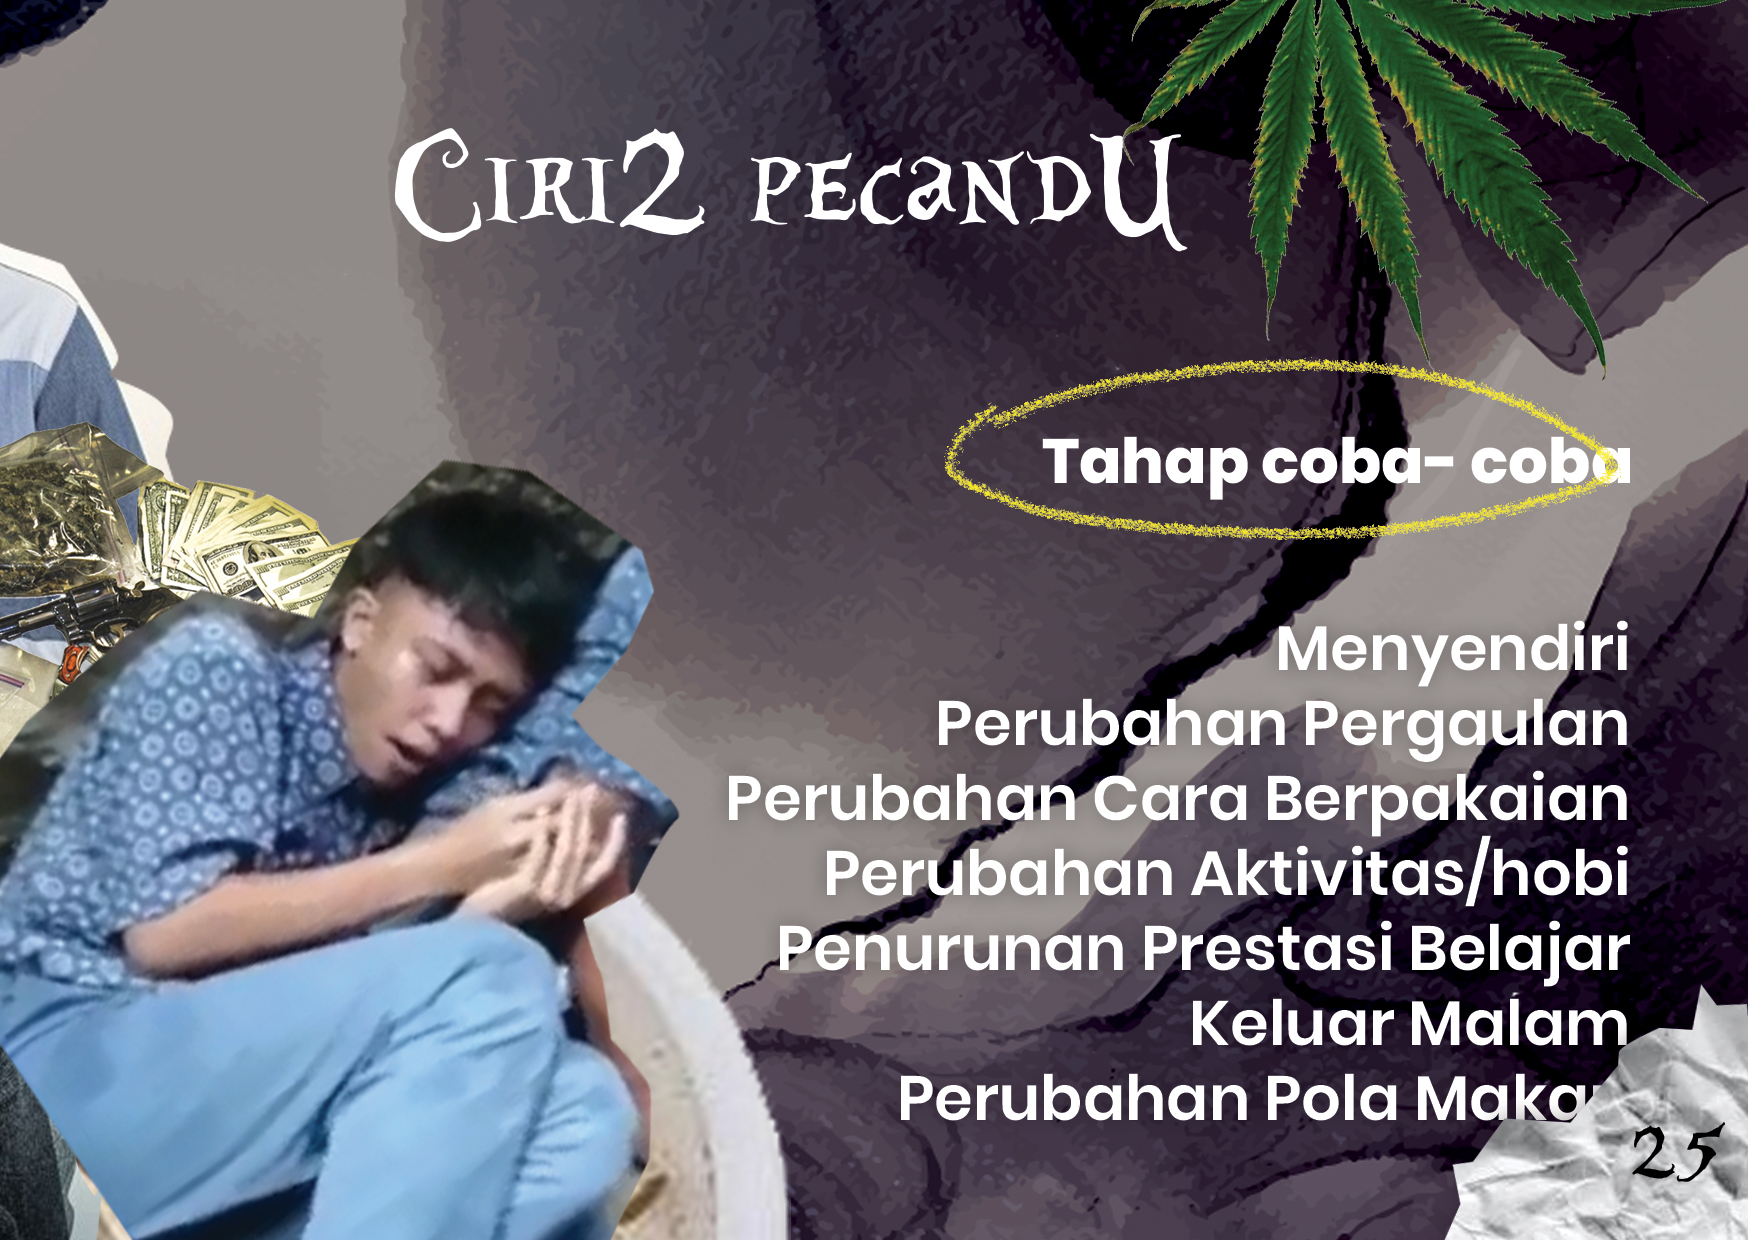 Ciri2 pecandu
Tahap coba- coba
Menyendiri
Perubahan Pergaulan
Perubahan Cara Berpakaian
Perubahan Aktivitas/hobi
Penurunan Prestasi Belajar
Keluar Malam
Perubahan Pola Makan
25